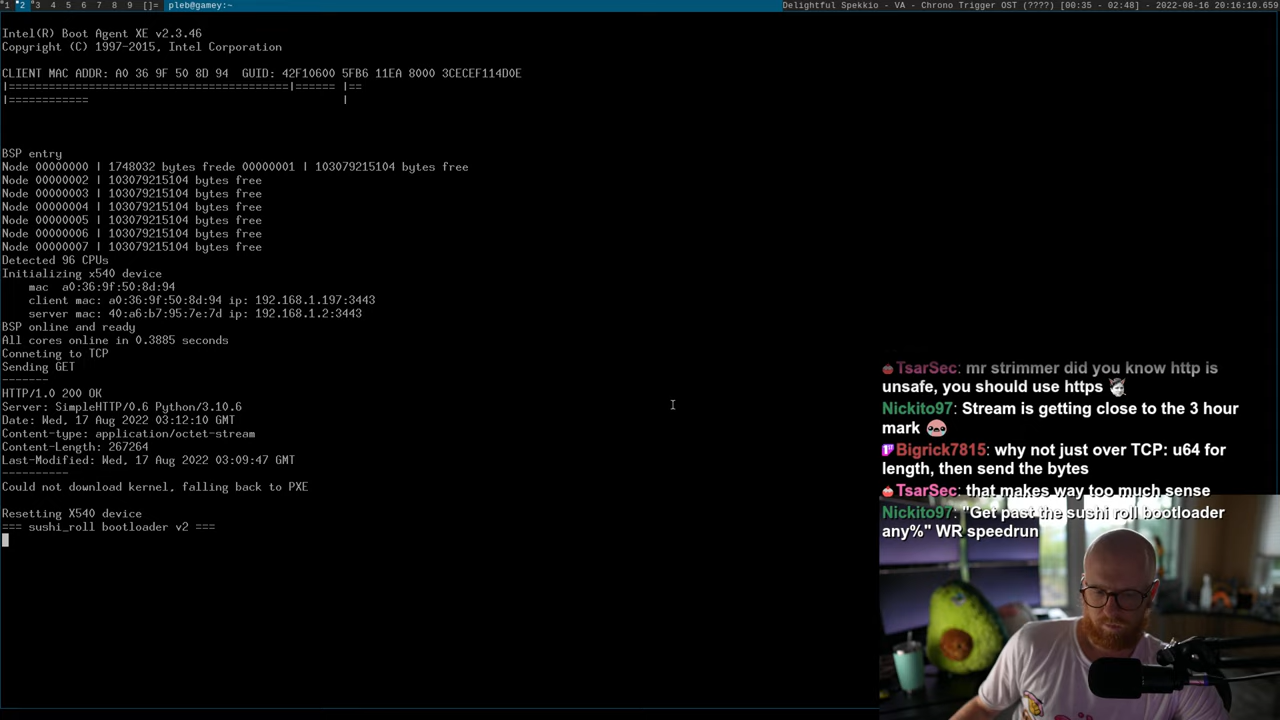 1 2 3 4 5 6 7 8 9 []= pleb@gamey:~ Delightful Spekkio - VA - Chrono Trigger OST (????) [00:35 - 02:48] - 2022-08-16 20:16:10.659
Intel(R) Boot Agent XE v2.3.46
Copyright (C) 1997-2015, Intel Corporation
CLIENT MAC ADDR: A0 36 9F 50 8D 94  GUID: 42F10600 5FB6 11EA 8000 3CECEF114D0E
|==========================================|====== |==
|============                                      |
BSP entry
Node 00000000 | 1748032 bytes frede 00000001 | 103079215104 bytes free
Node 00000002 | 103079215104 bytes free
Node 00000003 | 103079215104 bytes free
Node 00000004 | 103079215104 bytes free
Node 00000005 | 103079215104 bytes free
Node 00000006 | 103079215104 bytes free
Node 00000007 | 103079215104 bytes free
Detected 96 CPUs
Initializing x540 device
mac  a0:36:9f:50:8d:94
client mac: a0:36:9f:50:8d:94 ip: 192.168.1.197:3443
server mac: 40:a6:b7:95:7e:7d ip: 192.168.1.2:3443
BSP online and ready
All cores online in 0.3885 seconds
Conneting to TCP
Sending GET
-------
HTTP/1.0 200 OK
Server: SimpleHTTP/0.6 Python/3.10.6
Date: Wed, 17 Aug 2022 03:12:10 GMT
Content-type: application/octet-stream
Content-Length: 267264
Last-Modified: Wed, 17 Aug 2022 03:09:47 GMT
----------
Could not download kernel, falling back to PXE
Resetting X540 device
=== sushi_roll bootloader v2 ===
TsarSec: mr strimmer did you know http is
unsafe, you should use https
Nickito97: Stream is getting close to the 3 hour
mark
Bigrick7815: why not just over TCP: u64 for
length, then send the bytes
TsarSec: that makes way too much sense
Nickito97: "Get past the sushi roll bootloader
any%" WR speedrun